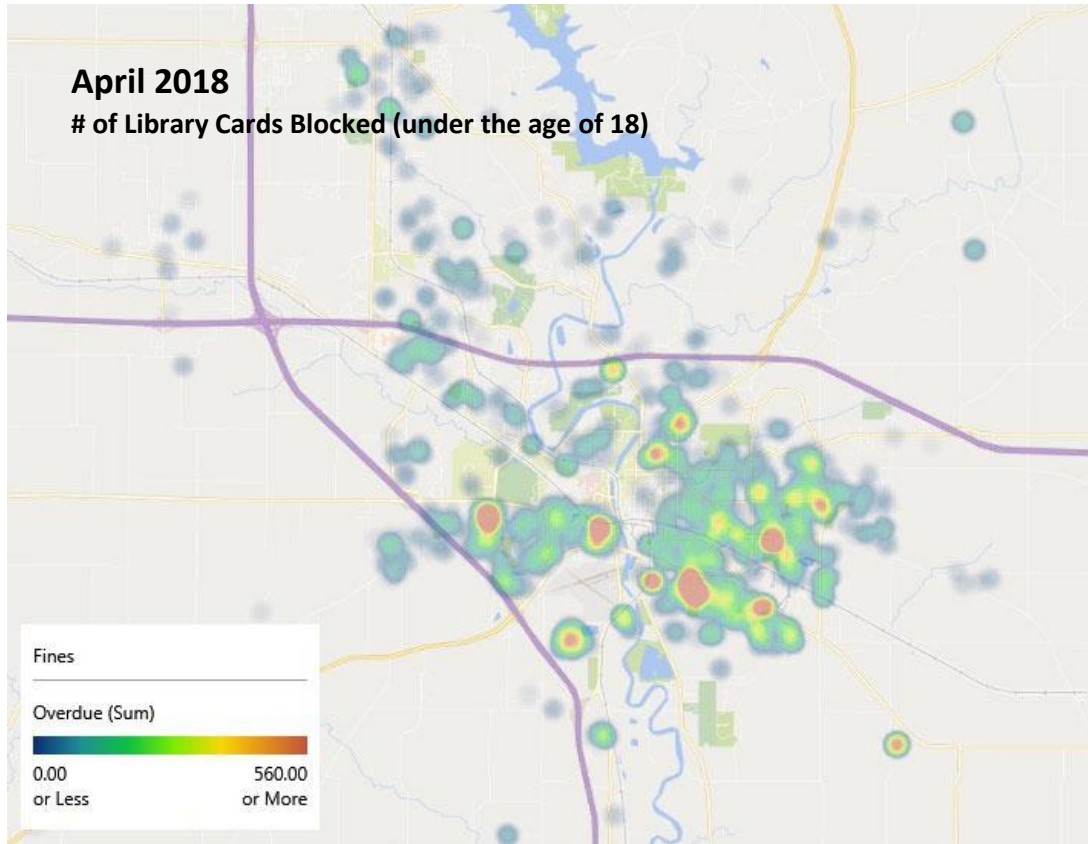 April 2018
# of Library Cards Blocked (under the age of 18)
Fines
Overdue (Sum)
0.00 560.00
or Less or More